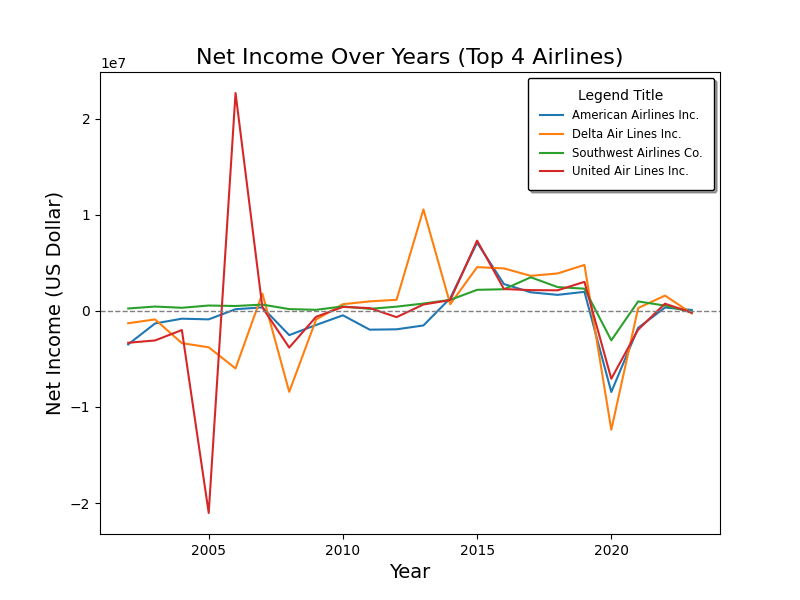 Net Income Over Years (Top 4 Airlines)
1e7
Legend Title
American Airlines Inc.
Delta Air Lines Inc.
Southwest Airlines Co.
United Air Lines Inc.
Net Income (US Dollar)
2
1
0
−1
−2
2005 2010 2015 2020
Year